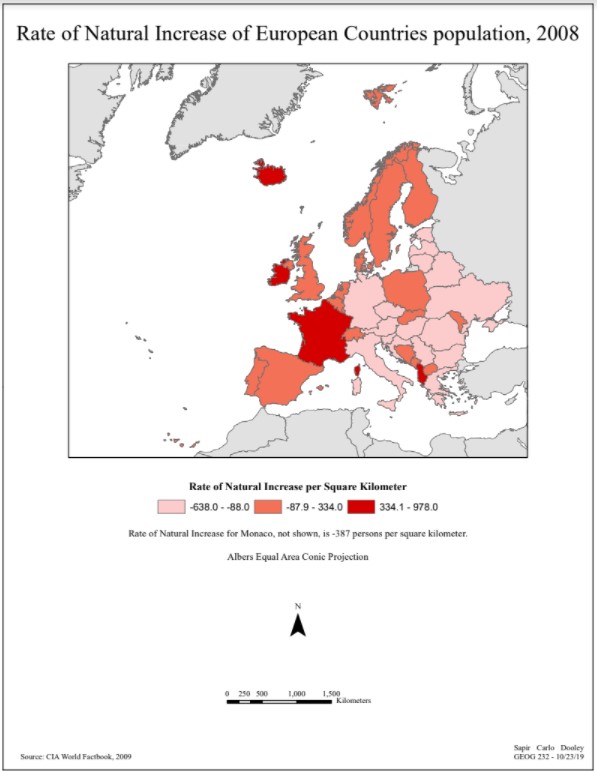 Rate of Natural Increase of European Countries population, 2008
Rate of Natural Increase per Square Kilometer
-638.0 - -88.0   -87.9 - 334.0   334.1 - 978.0
Rate of Natural Increase for Monaco, not shown, is -387 persons per square kilometer.
Albers Equal Area Conic Projection
N
0 250 500 1,000 1,500
Kilometers
Source: CIA World Factbook, 2009
Sapir Carlo Dooley
GEOG 232 - 10/23/19